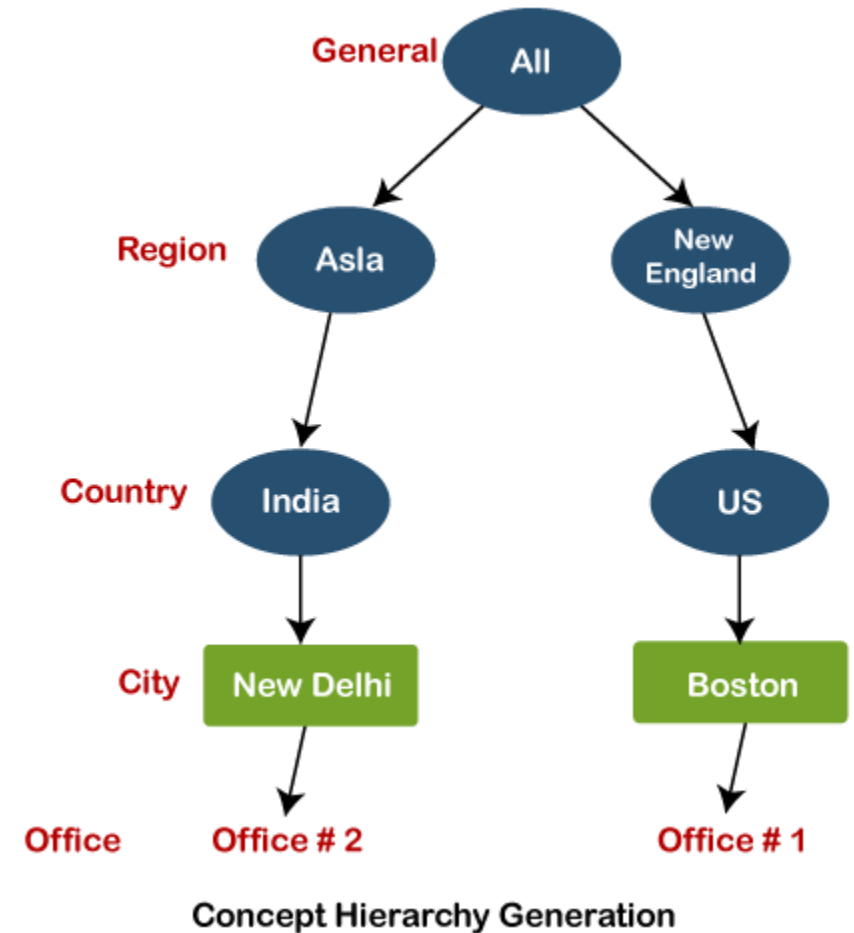 General
All
Region
Asla
New
England
Country
India
US
City
New Delhi
Boston
Office
Office # 2
Office # 1
Concept Hierarchy Generation